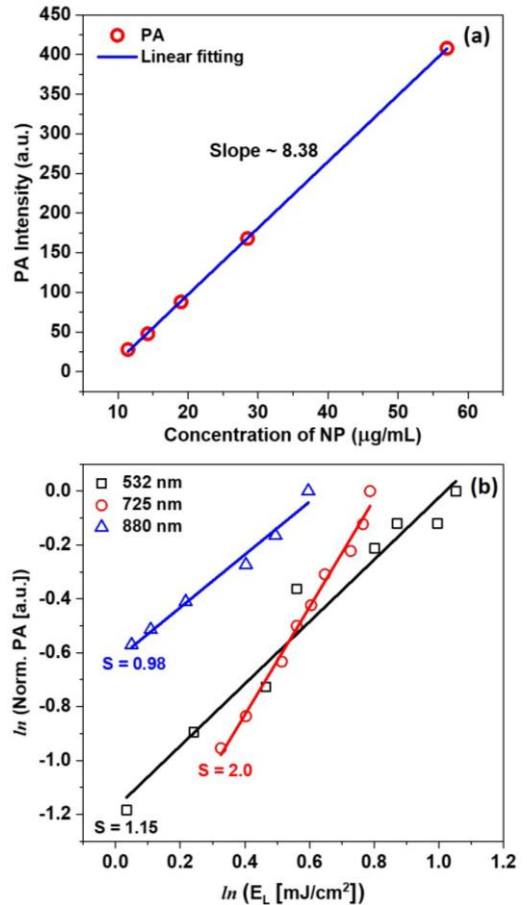 (a)
PA
Linear fitting
Slope ~ 8.38
450
400
350
300
250
200
150
100
50
0
10 20 30 40 50 60
PA Intensity (a.u.)
Concentration of NP (µg/mL)
(b)
532 nm
725 nm
880 nm
S = 0.98
S = 2.0
S = 1.15
0.0
-0.2
-0.4
-0.6
-0.8
-1.0
-1.2
0.0 0.2 0.4 0.6 0.8 1.0 1.2
ln (Norm. PA [a.u.])
ln (E_L [mJ/cm²])